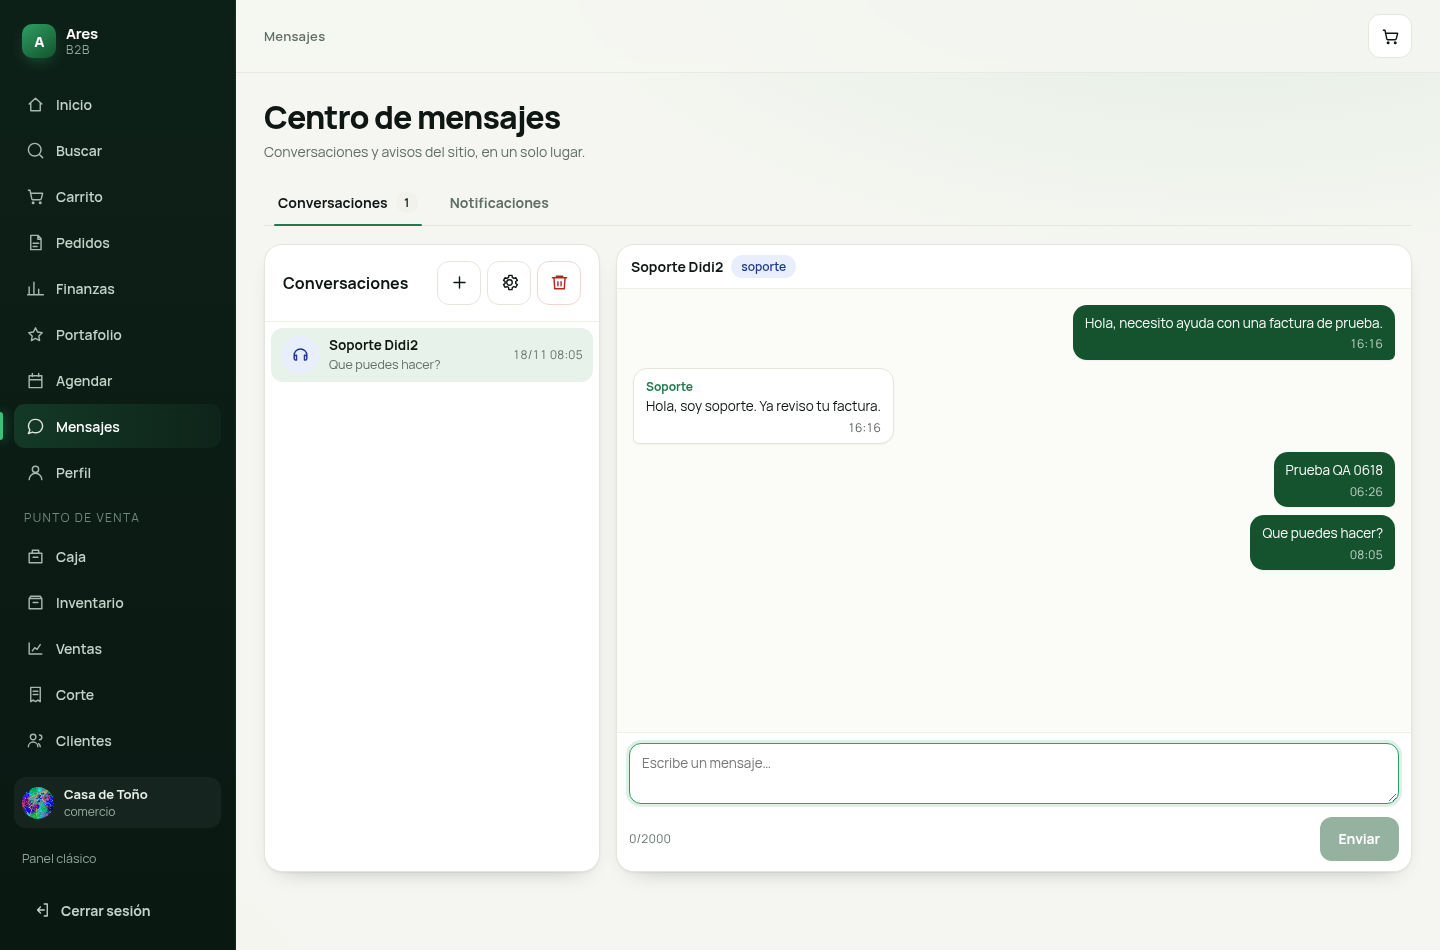 A
Ares
B2B
Inicio
Buscar
Carrito
Pedidos
Finanzas
Portafolio
Agendar
Mensajes
Perfil
PUNTO DE VENTA
Caja
Inventario
Ventas
Corte
Clientes
Casa de Toño
comercio
Panel clásico
Cerrar sesión
Mensajes
Centro de mensajes
Conversaciones y avisos del sitio, en un solo lugar.
Conversaciones 1
Notificaciones
Conversaciones
Soporte Didi2
18/11 08:05
Que puedes hacer?
Soporte Didi2 soporte
Hola, necesito ayuda con una factura de prueba.
16:16
Soporte
Hola, soy soporte. Ya reviso tu factura.
16:16
Prueba QA 0618
06:26
Que puedes hacer?
08:05
Escribe un mensaje...
0/2000
Enviar